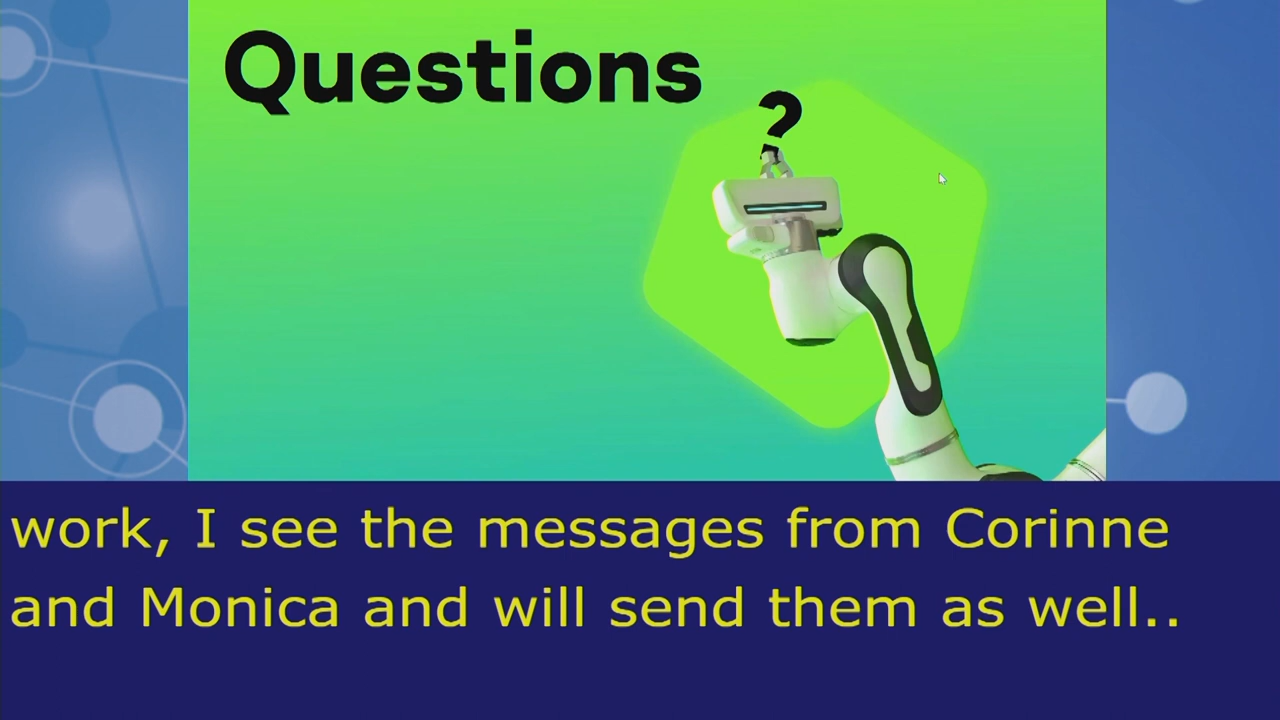 Questions
?
work, I see the messages from Corinne
and Monica and will send them as well..